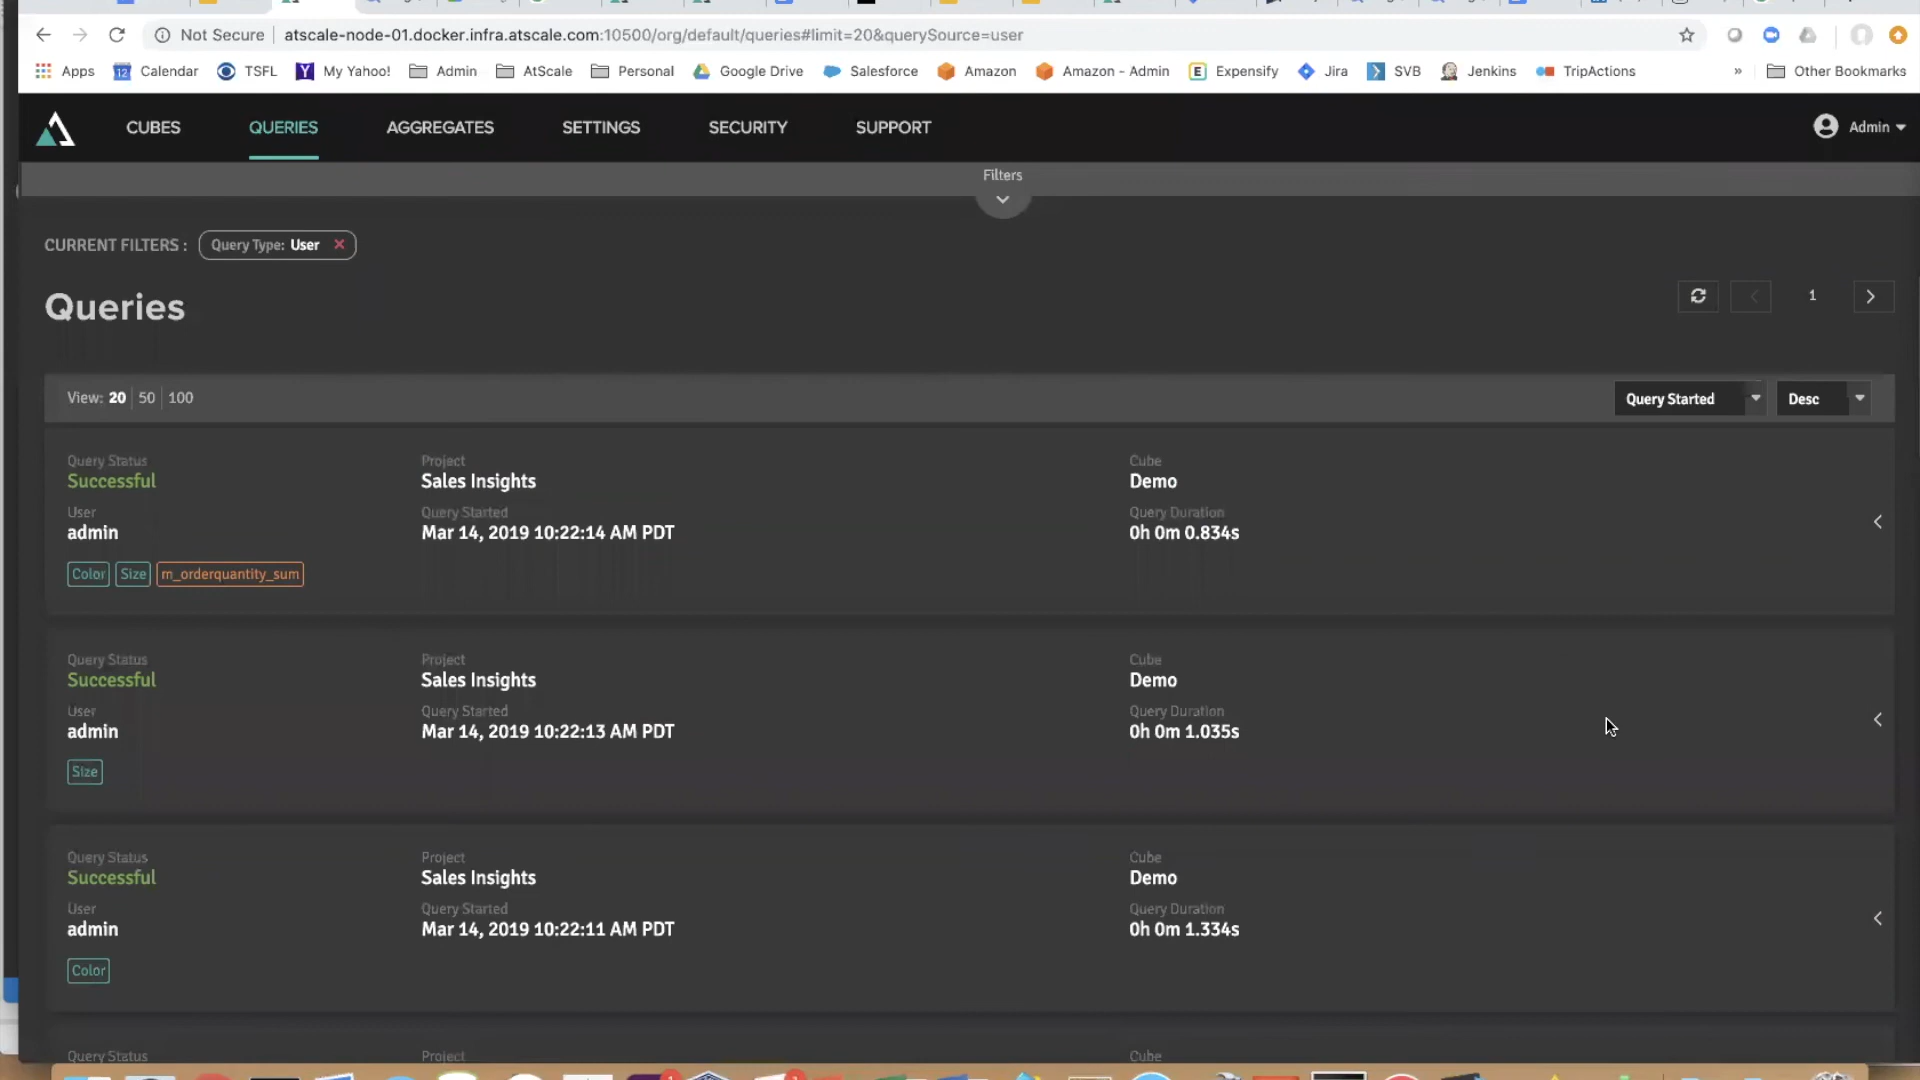 Not Secure atscale-node-01.docker.infra.atscale.com:10500/org/default/queries#limit=20&querySource=user
Apps Calendar TSFL My Yahoo! Admin AtScale Personal Google Drive Salesforce Amazon Amazon - Admin Expensify Jira SVB Jenkins TripActions » Other Bookmarks
CUBES QUERIES AGGREGATES SETTINGS SECURITY SUPPORT Admin
Filters
CURRENT FILTERS : Query Type: User ×
Queries
1
View: 20 | 50 | 100 Query Started Desc
Query Status Project Cube
Successful Sales Insights Demo
User Query Started Query Duration
admin Mar 14, 2019 10:22:14 AM PDT 0h 0m 0.834s
Color Size m_orderquantity_sum
Query Status Project Cube
Successful Sales Insights Demo
User Query Started Query Duration
admin Mar 14, 2019 10:22:13 AM PDT 0h 0m 1.035s
Size
Query Status Project Cube
Successful Sales Insights Demo
User Query Started Query Duration
admin Mar 14, 2019 10:22:11 AM PDT 0h 0m 1.334s
Color
Query Status Project Cube